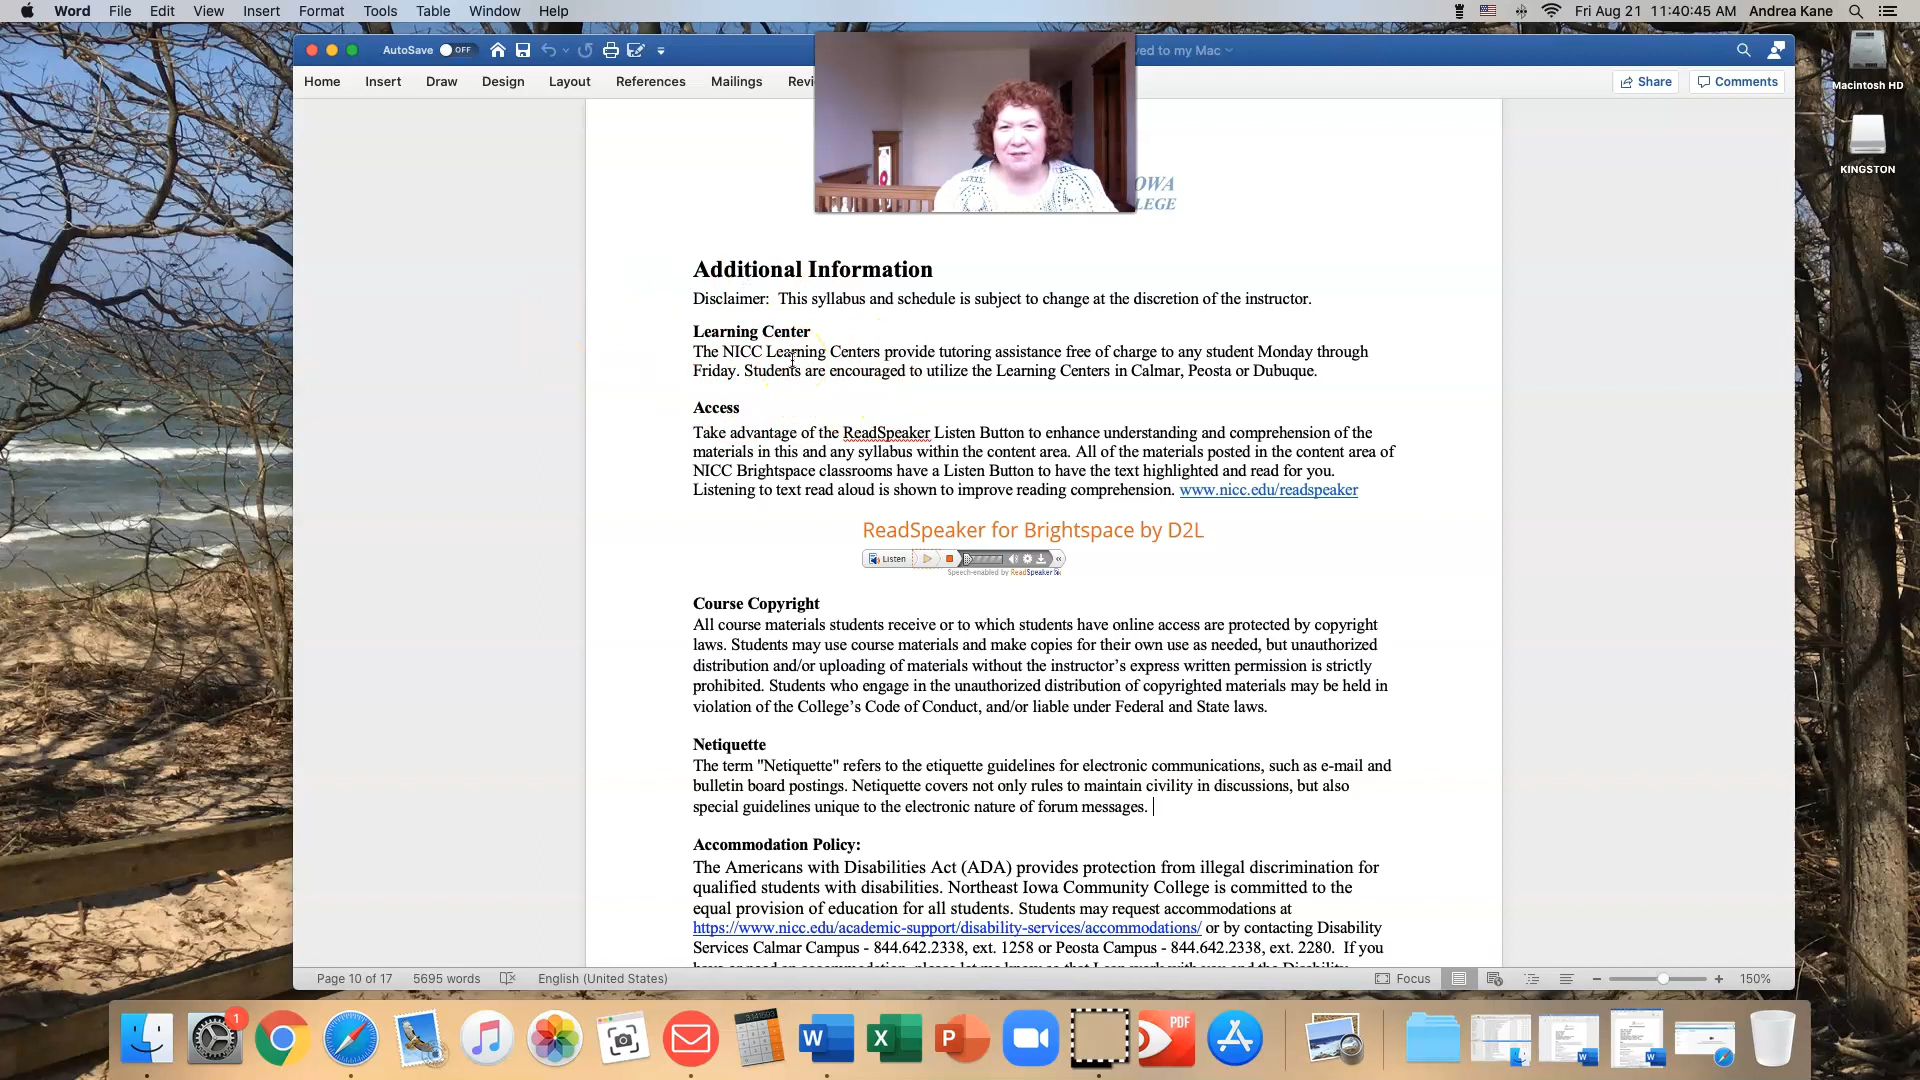 Word File Edit View Insert Format Tools Table Window Help Fri Aug 21 11:40:45 AM Andrea Kane
AutoSave OFF ved to my Mac
Home Insert Draw Design Layout References Mailings Revi Share Comments
Macintosh HD
KINGSTON
OWA
LEGE
Additional Information
Disclaimer: This syllabus and schedule is subject to change at the discretion of the instructor.
Learning Center
The NICC Learning Centers provide tutoring assistance free of charge to any student Monday through
Friday. Students are encouraged to utilize the Learning Centers in Calmar, Peosta or Dubuque.
Access
Take advantage of the ReadSpeaker Listen Button to enhance understanding and comprehension of the
materials in this and any syllabus within the content area. All of the materials posted in the content area of
NICC Brightspace classrooms have a Listen Button to have the text highlighted and read for you.
Listening to text read aloud is shown to improve reading comprehension. www.nicc.edu/readspeaker
ReadSpeaker for Brightspace by D2L
Listen
Speech-enabled by ReadSpeaker
Course Copyright
All course materials students receive or to which students have online access are protected by copyright
laws. Students may use course materials and make copies for their own use as needed, but unauthorized
distribution and/or uploading of materials without the instructor's express written permission is strictly
prohibited. Students who engage in the unauthorized distribution of copyrighted materials may be held in
violation of the College's Code of Conduct, and/or liable under Federal and State laws.
Netiquette
The term "Netiquette" refers to the etiquette guidelines for electronic communications, such as e-mail and
bulletin board postings. Netiquette covers not only rules to maintain civility in discussions, but also
special guidelines unique to the electronic nature of forum messages.
Accommodation Policy:
The Americans with Disabilities Act (ADA) provides protection from illegal discrimination for
qualified students with disabilities. Northeast Iowa Community College is committed to the
equal provision of education for all students. Students may request accommodations at
https://www.nicc.edu/academic-support/disability-services/accommodations/ or by contacting Disability
Services Calmar Campus - 844.642.2338, ext. 1258 or Peosta Campus - 844.642.2338, ext. 2280. If you
Page 10 of 17 5695 words English (United States) Focus 150%
1
PDF